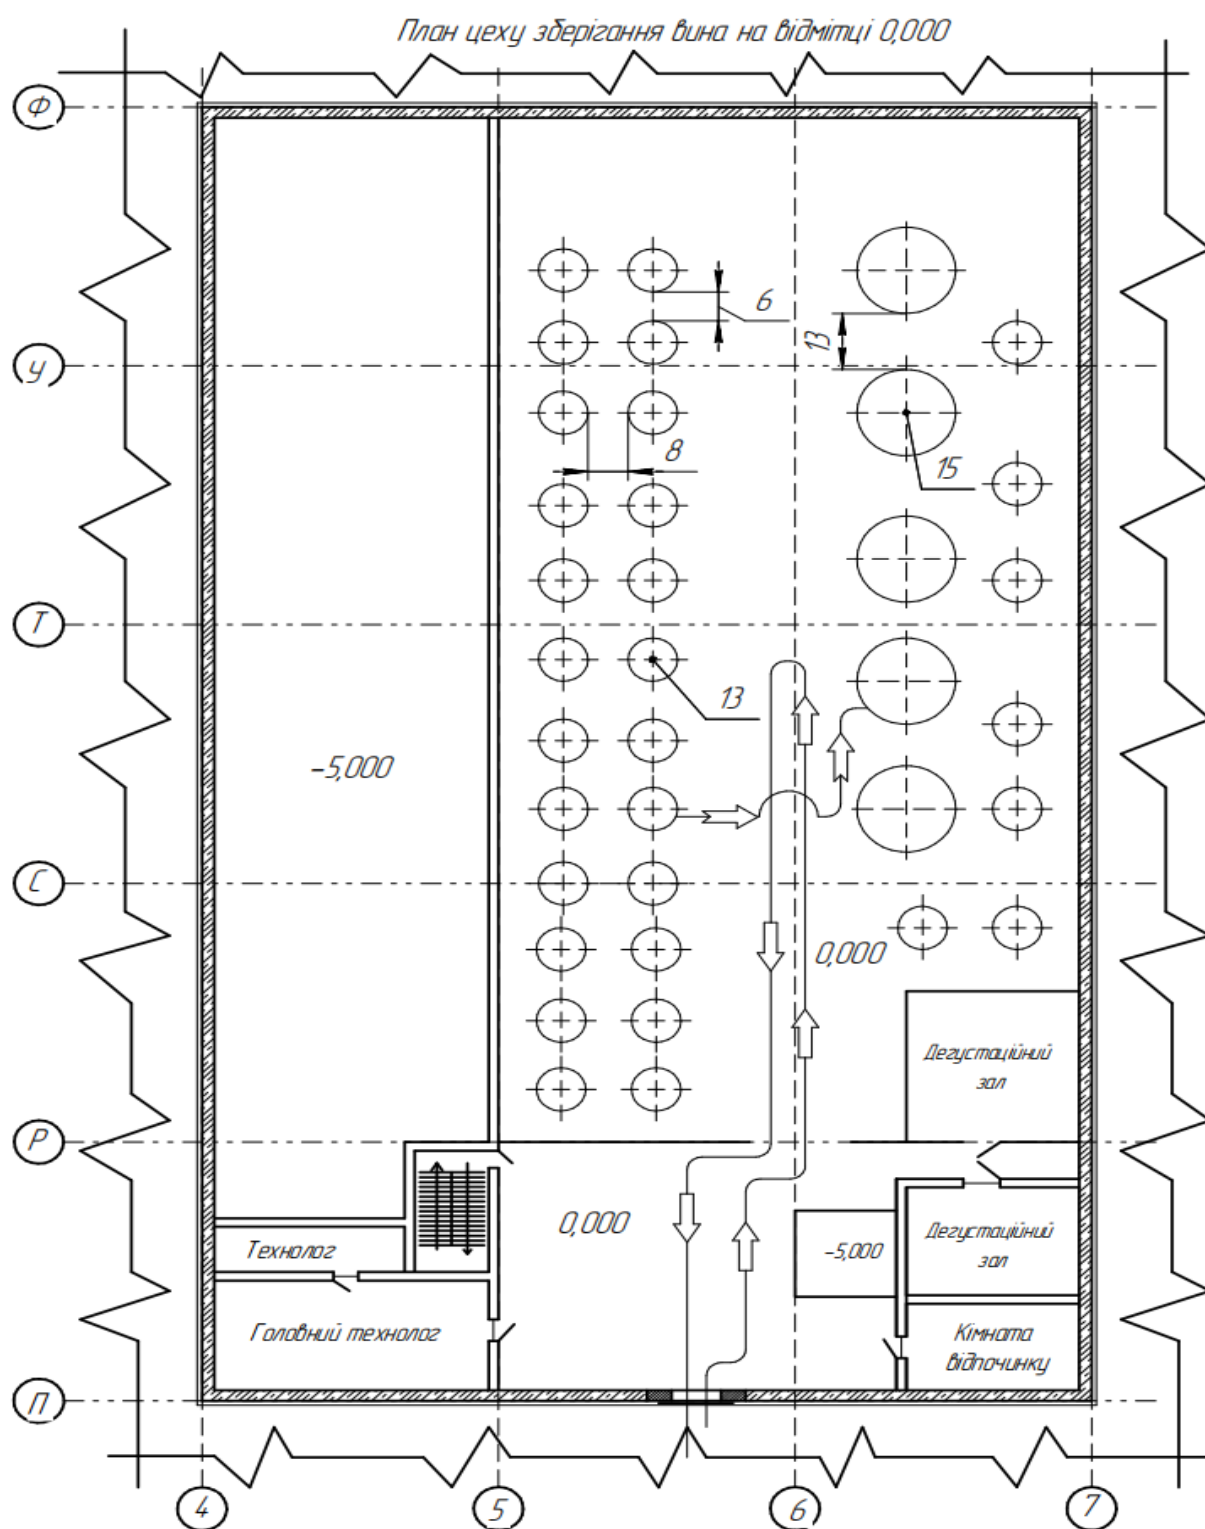 План цеху зберігання вина на відмітці 0,000
Ф
6
13
У
8
15
Т
13
-5,000
С
0,000
Дегустаційний
зал
Р
0,000
-5,000
Дегустаційний
зал
Технолог
Головний технолог
Кімната
відпочинку
П
4
5
6
7